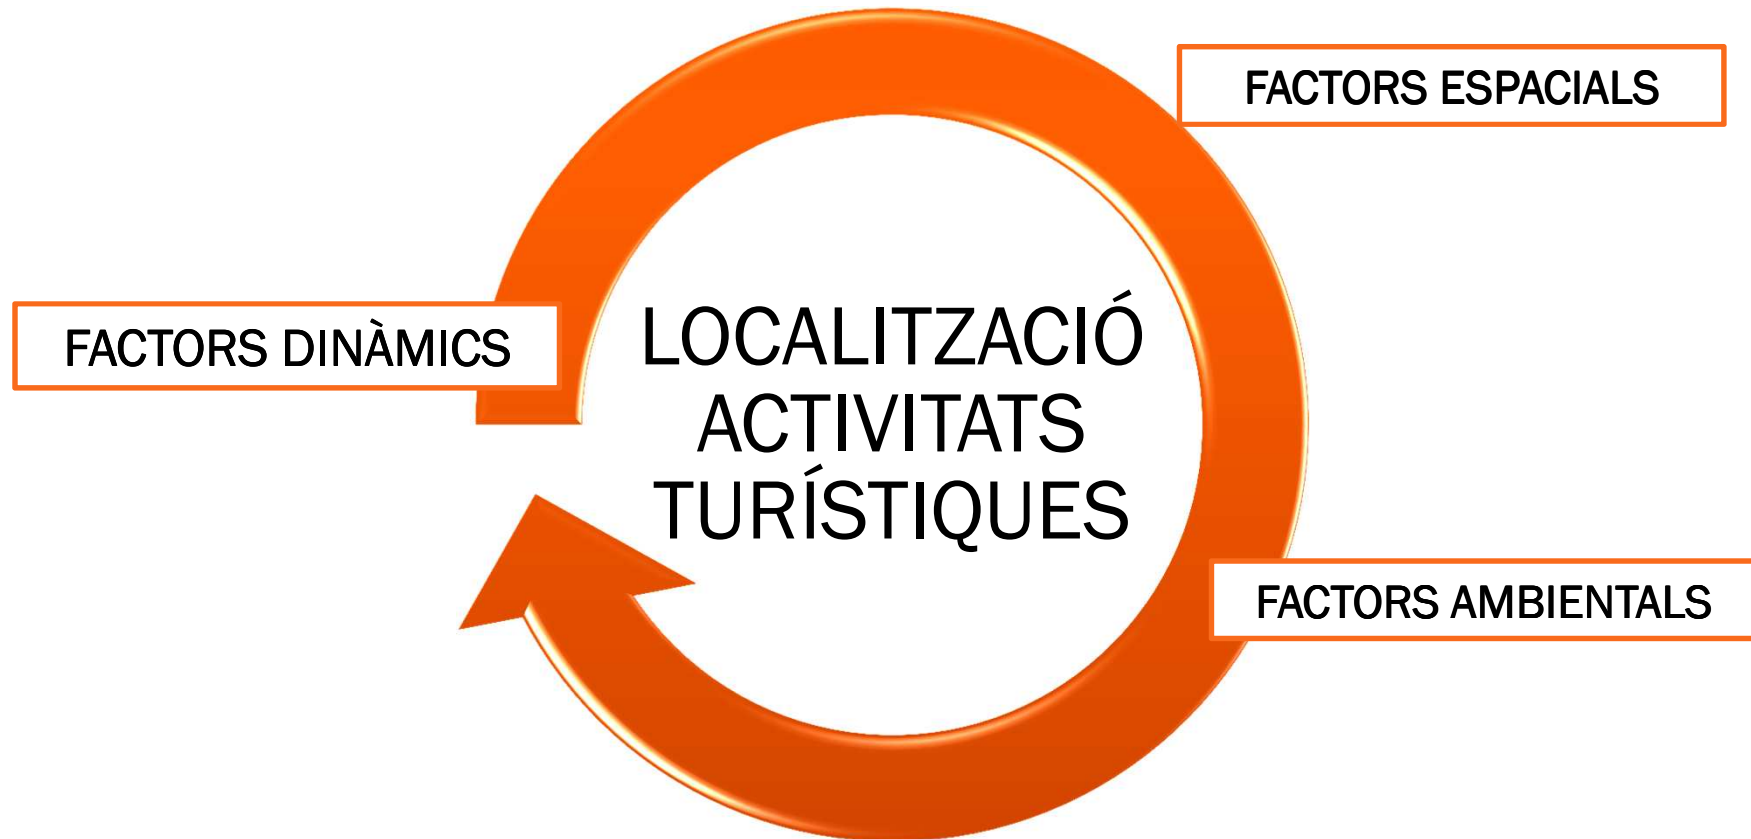 FACTORS ESPACIALS
FACTORS DINÀMICS
LOCALITZACIÓ
ACTIVITATS
TURÍSTIQUES
FACTORS AMBIENTALS